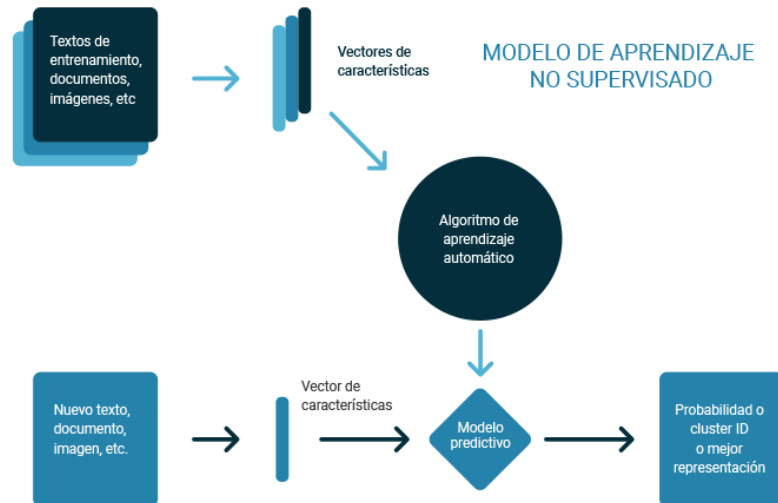 Textos de
entrenamiento,
documentos,
imágenes, etc
Vectores de
características
MODELO DE APRENDIZAJE
NO SUPERVISADO
Algoritmo de
aprendizaje
automático
Nuevo texto,
documento,
imagen, etc.
Vector de
características
Modelo
predictivo
Probabilidad o
cluster ID
o mejor
representación